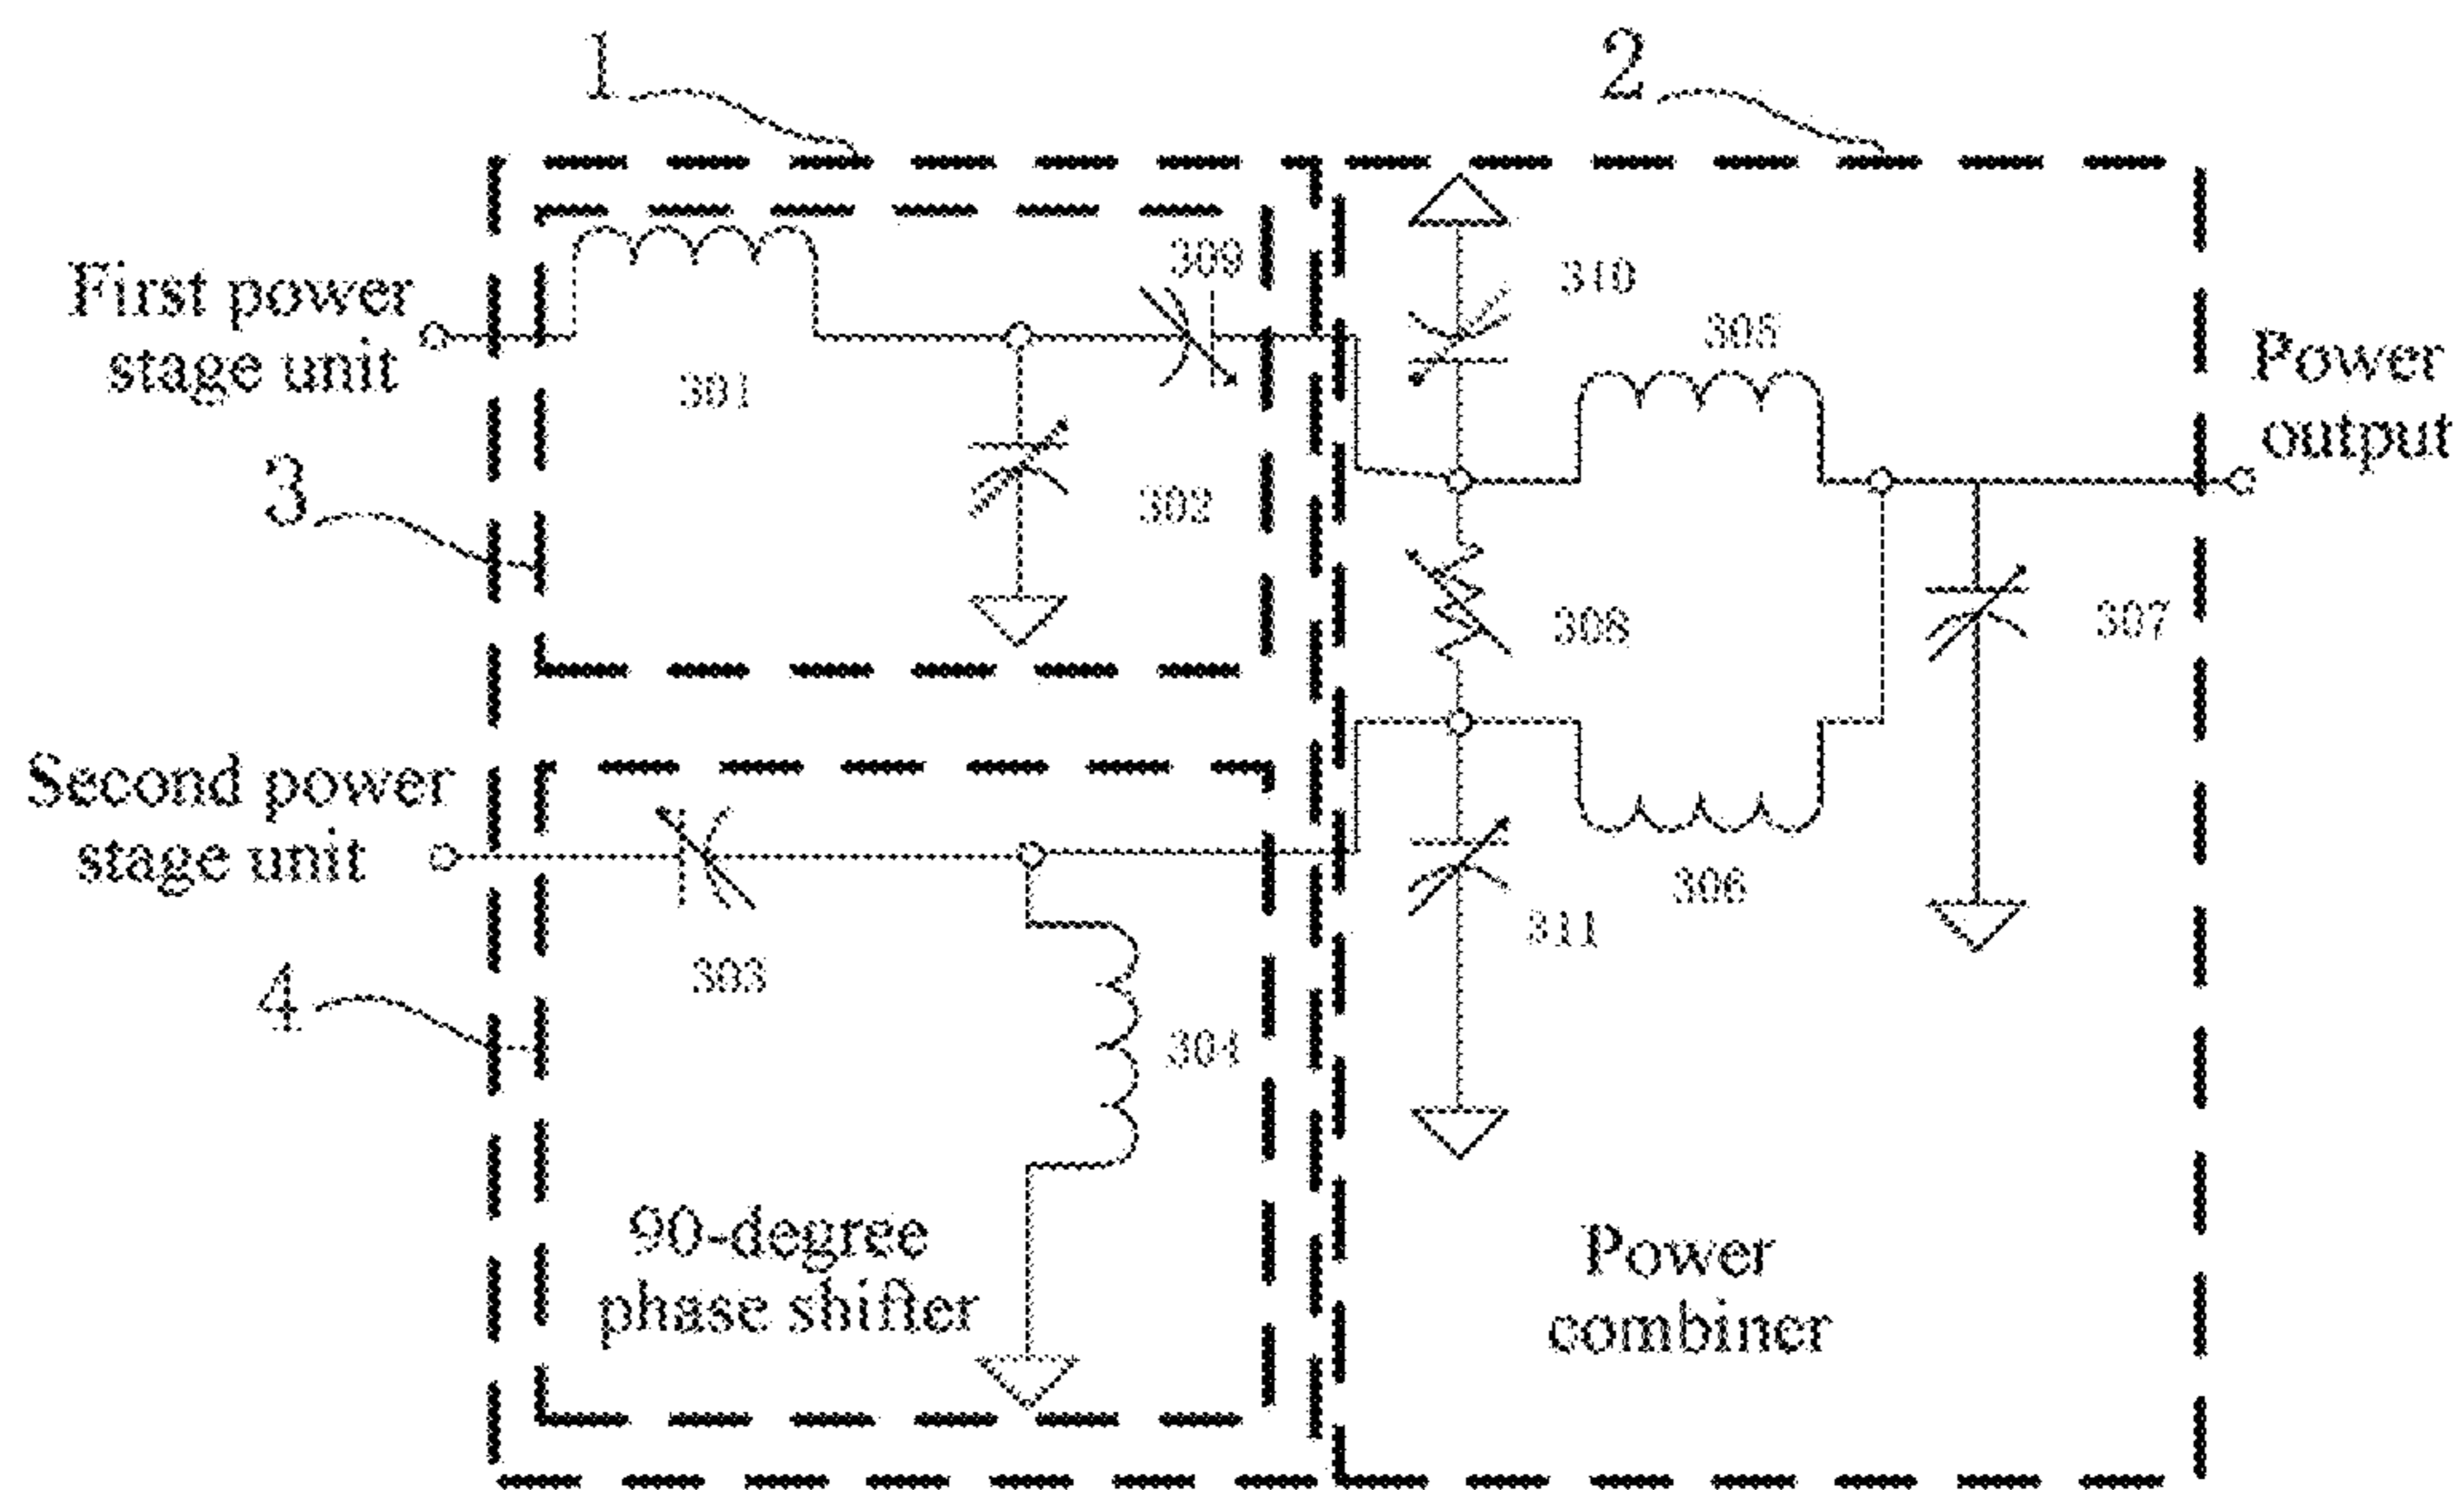 1
2
309
310
First power
stage unit
305
Power
output
301
3
302
308
307
Second power
stage unit
306
311
303
4
304
90-degree
phase shifter
Power
combiner